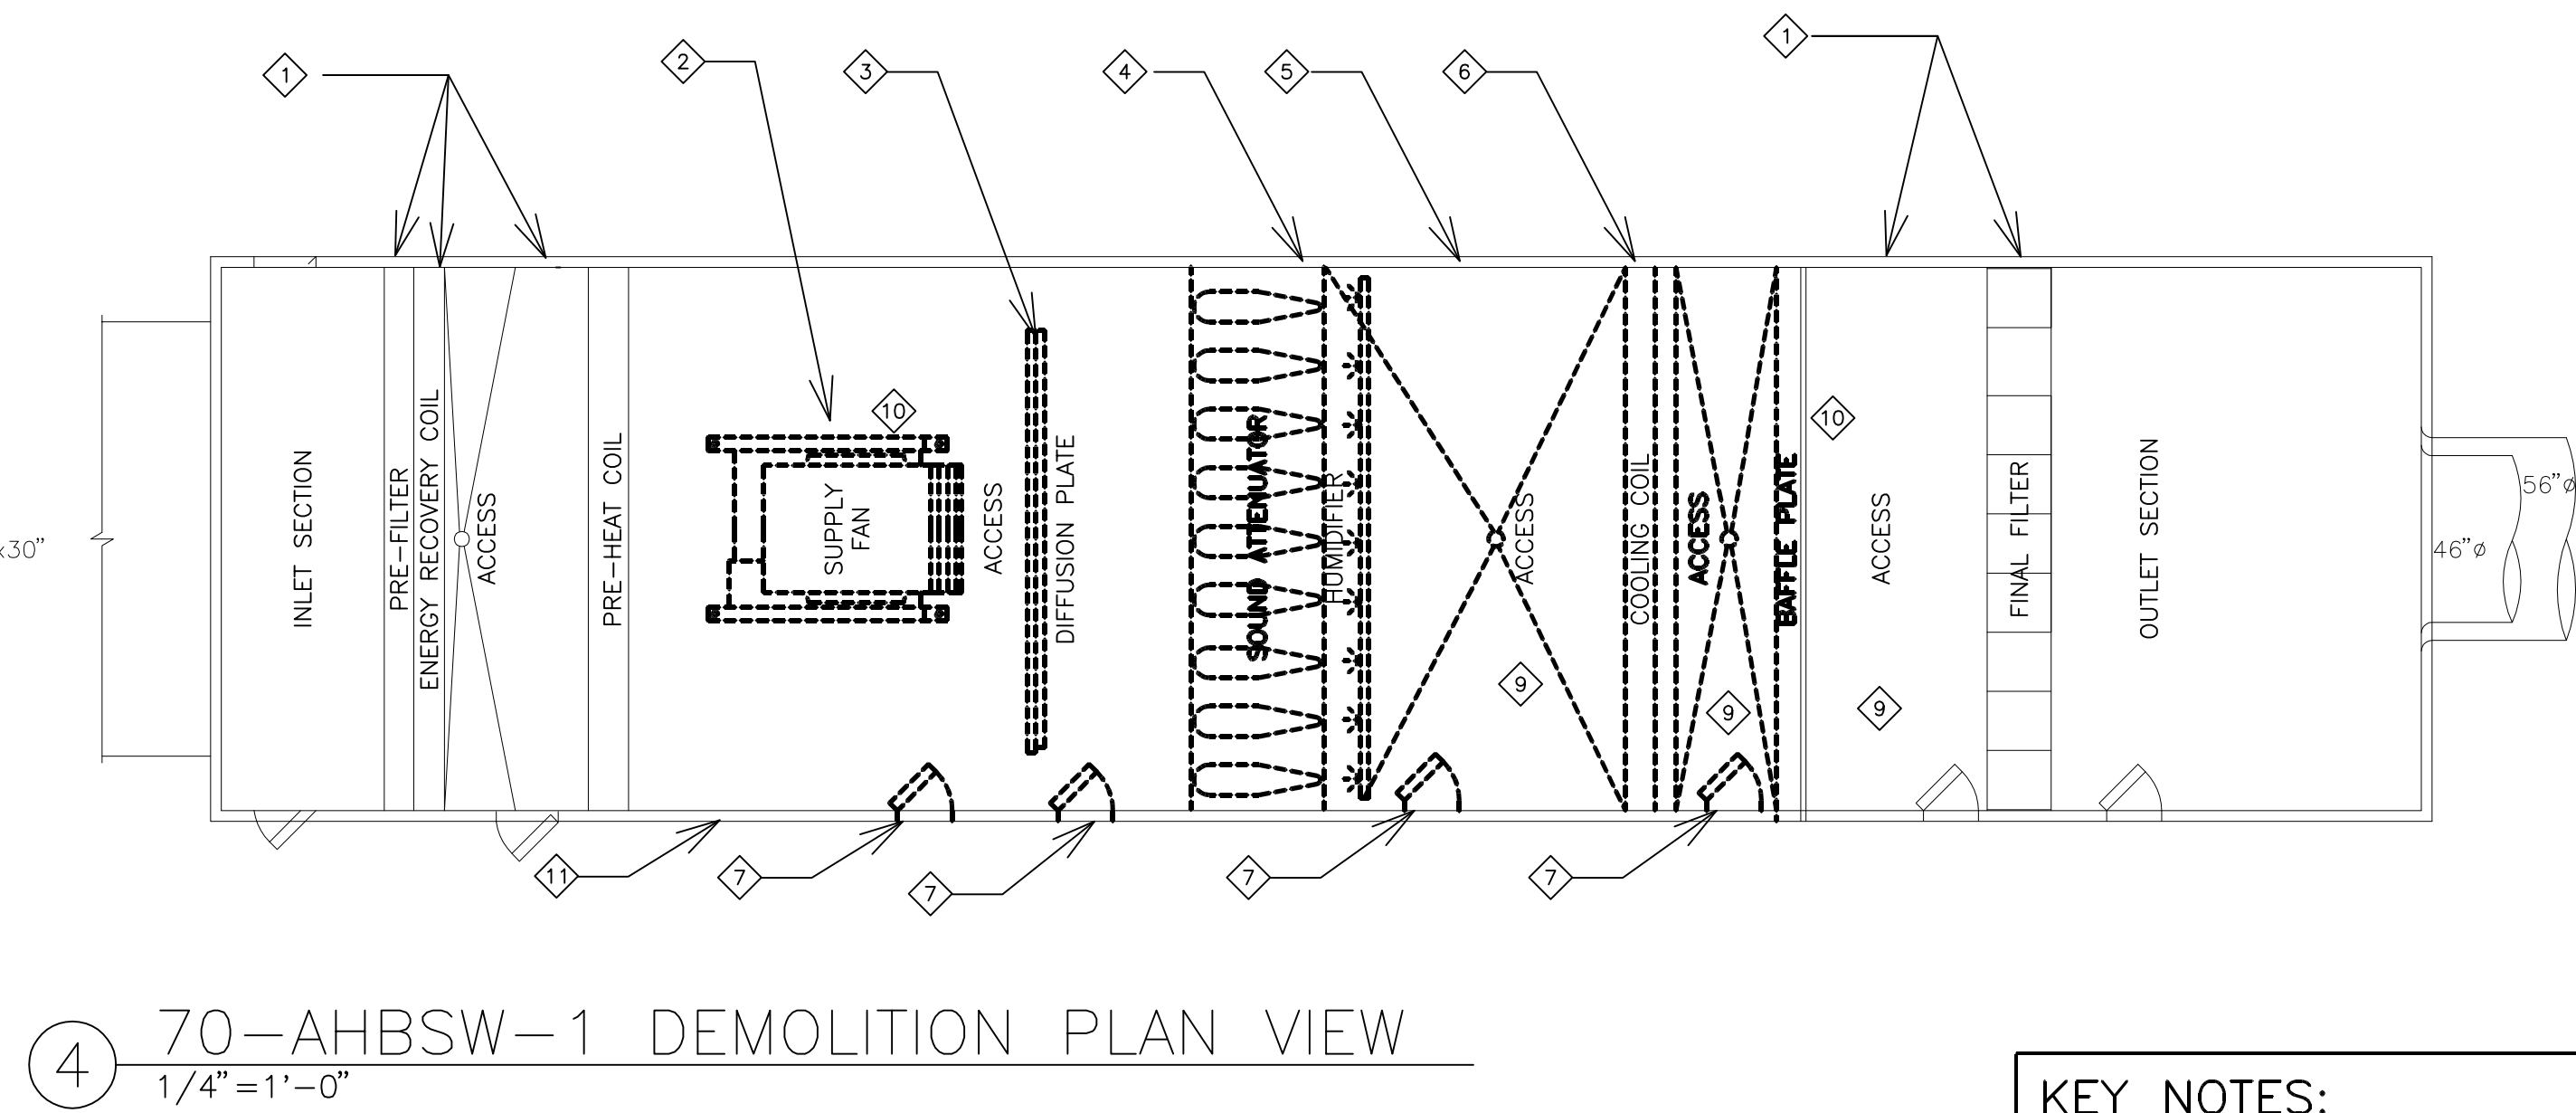 1
2
3
4
5
6
1
10
10
INLET SECTION
PRE-FILTER
ENERGY RECOVERY COIL
ACCESS
PRE-HEAT COIL
SUPPLY
FAN
ACCESS
DIFFUSION PLATE
SOUND ATTENUATOR
HUMIDIFIER
ACCESS
COOLING COIL
ACCESS
BAFFLE PLATE
ACCESS
FINAL FILTER
OUTLET SECTION
56"ø
46"ø
x30"
9
9
9
11
7
7
7
7
4
70-AHBSW-1 DEMOLITION PLAN VIEW
1/4"=1'-0"
KEY NOTES: